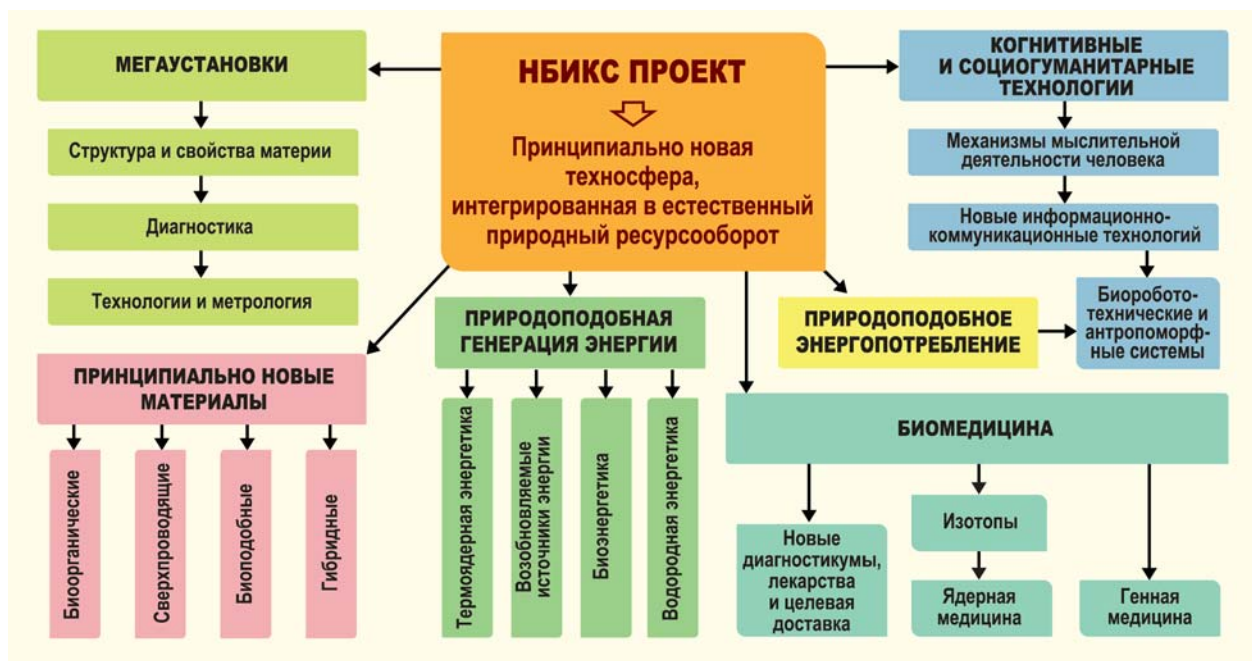 МЕГАУСТАНОВКИ
Структура и свойства материи
Диагностика
Технологии и метрология
НБИКС ПРОЕКТ
Принципиально новая
техносфера,
интегрированная в естественный
природный ресурсооборот
КОГНИТИВНЫЕ
И СОЦИОГУМАНИТАРНЫЕ
ТЕХНОЛОГИИ
Механизмы мыслительной
деятельности человека
Новые информационно-
коммуникационные технологий
Биоробото-
технические и
антропоморф-
ные системы
ПРИНЦИПИАЛЬНО НОВЫЕ
МАТЕРИАЛЫ
Биоорганические
Сверхпроводящие
Биоподобные
Гибридные
ПРИРОДОПОДОБНАЯ
ГЕНЕРАЦИЯ ЭНЕРГИИ
Термоядерная энергетика
Возобновляемые
источники энергии
Биоэнергетика
Водородная энергетика
ПРИРОДОПОДОБНОЕ
ЭНЕРГОПОТРЕБЛЕНИЕ
БИОМЕДИЦИНА
Новые
диагностикумы,
лекарства
и целевая
доставка
Изотопы
Ядерная
медицина
Генная
медицина